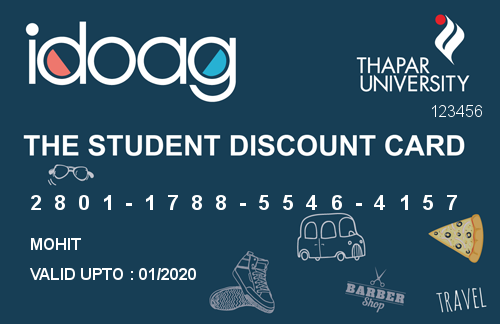 idoag
THAPAR
UNIVERSITY
123456
THE STUDENT DISCOUNT CARD
2801-1788-5546-4157
MOHIT
VALID UPTO : 01/2020
BARBER
Shop
TRAVEL